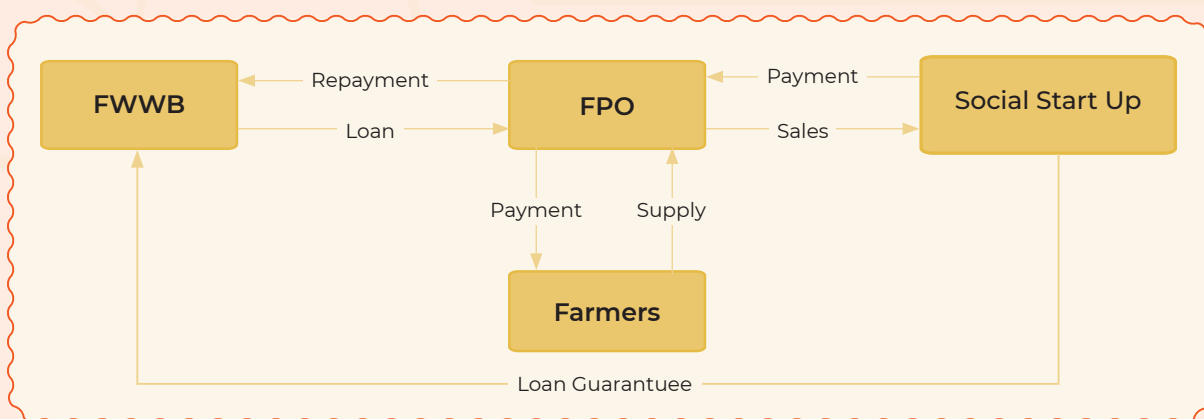 Repayment
Payment
FWWB
FPO
Social Start Up
Loan
Sales
Payment
Supply
Farmers
Loan Guarantuee